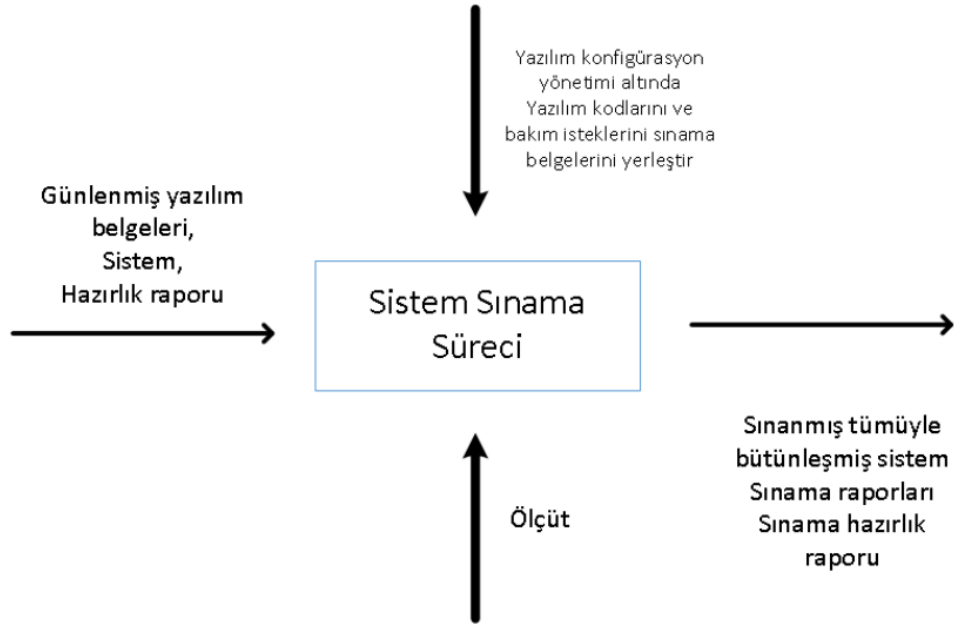 Yazılım konfigürasyon
yönetimi altında
Yazılım kodlarını ve
bakım isteklerini sınama
belgelerini yerleştir
Günlenmiş yazılım
belgeleri,
Sistem,
Hazırlık raporu
Sistem Sınama
Süreci
Ölçüt
Sınanmış tümüyle
bütünleşmiş sistem
Sınama raporları
Sınama hazırlık
raporu